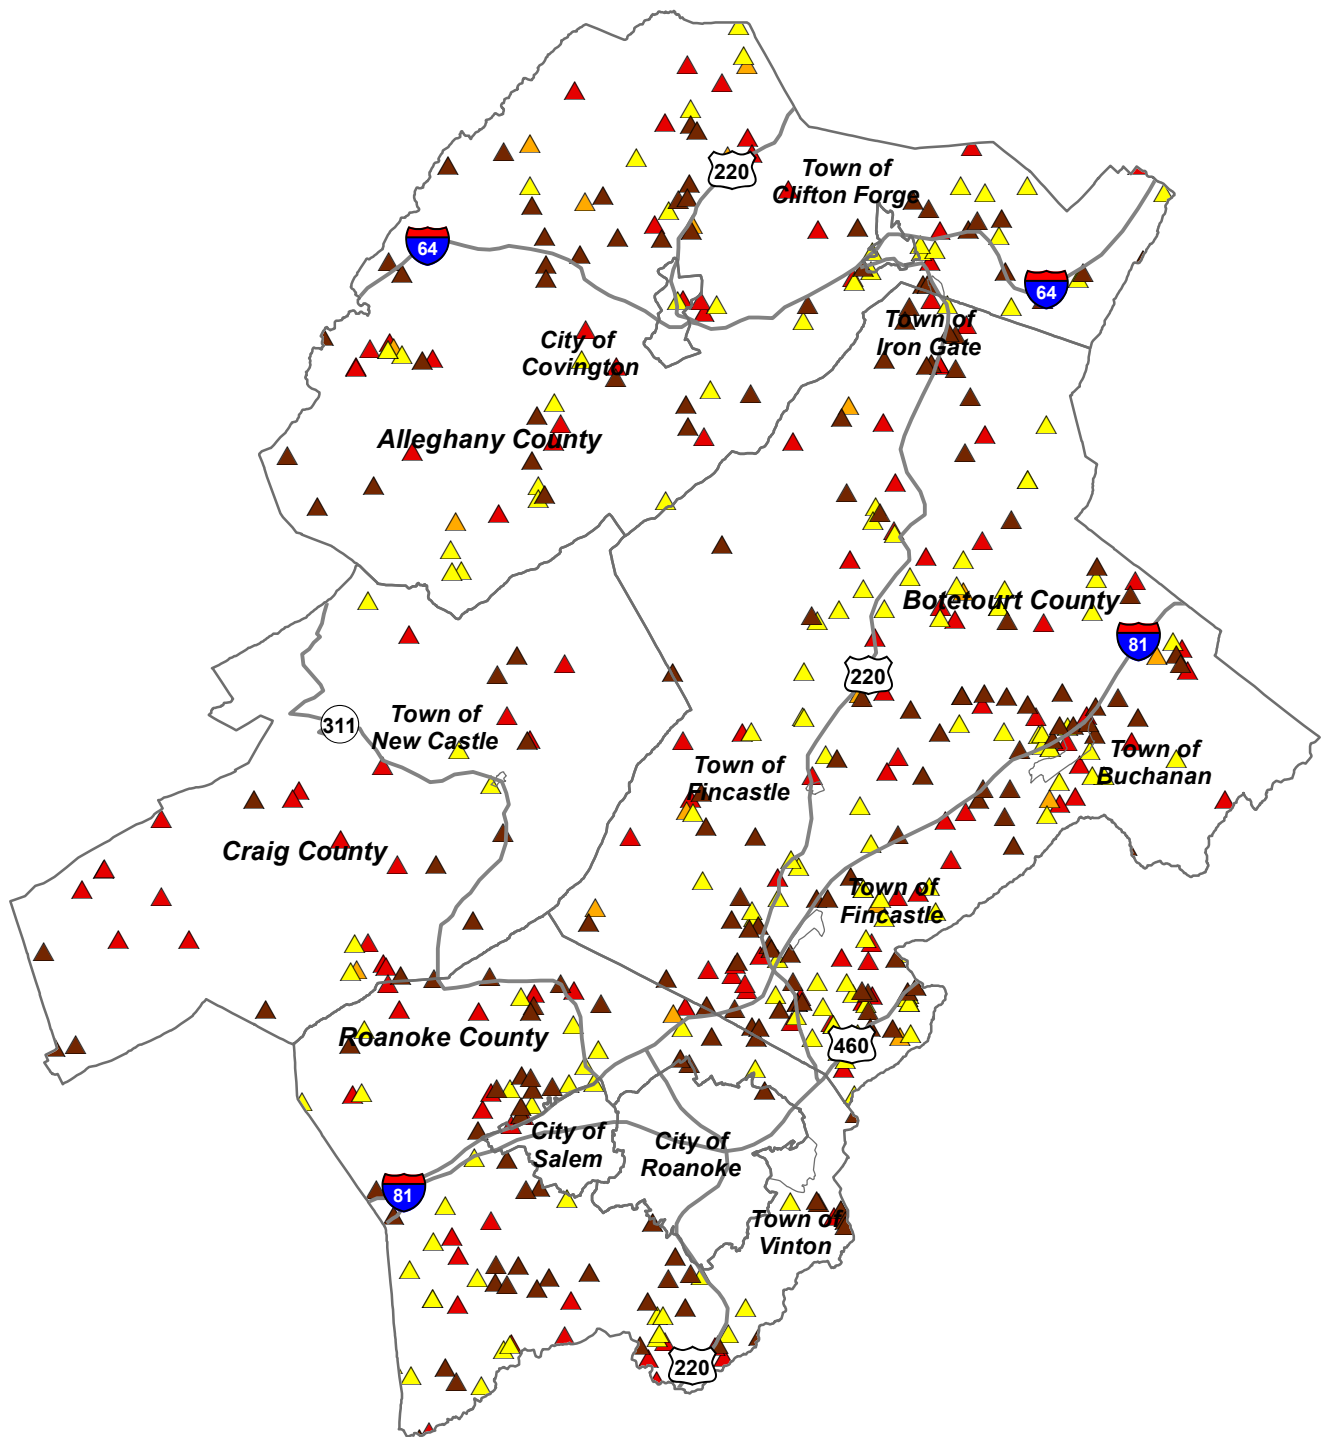 220
Town of
Clifton Forge
64
64
Town of
Iron Gate
City of
Covington
Alleghany County
Botetourt County
81
220
311
Town of
New Castle
Town of
Fincastle
Town of
Buchanan
Craig County
Town of
Fincastle
Roanoke County
460
City of
Salem
City of
Roanoke
81
Town of
Vinton
220